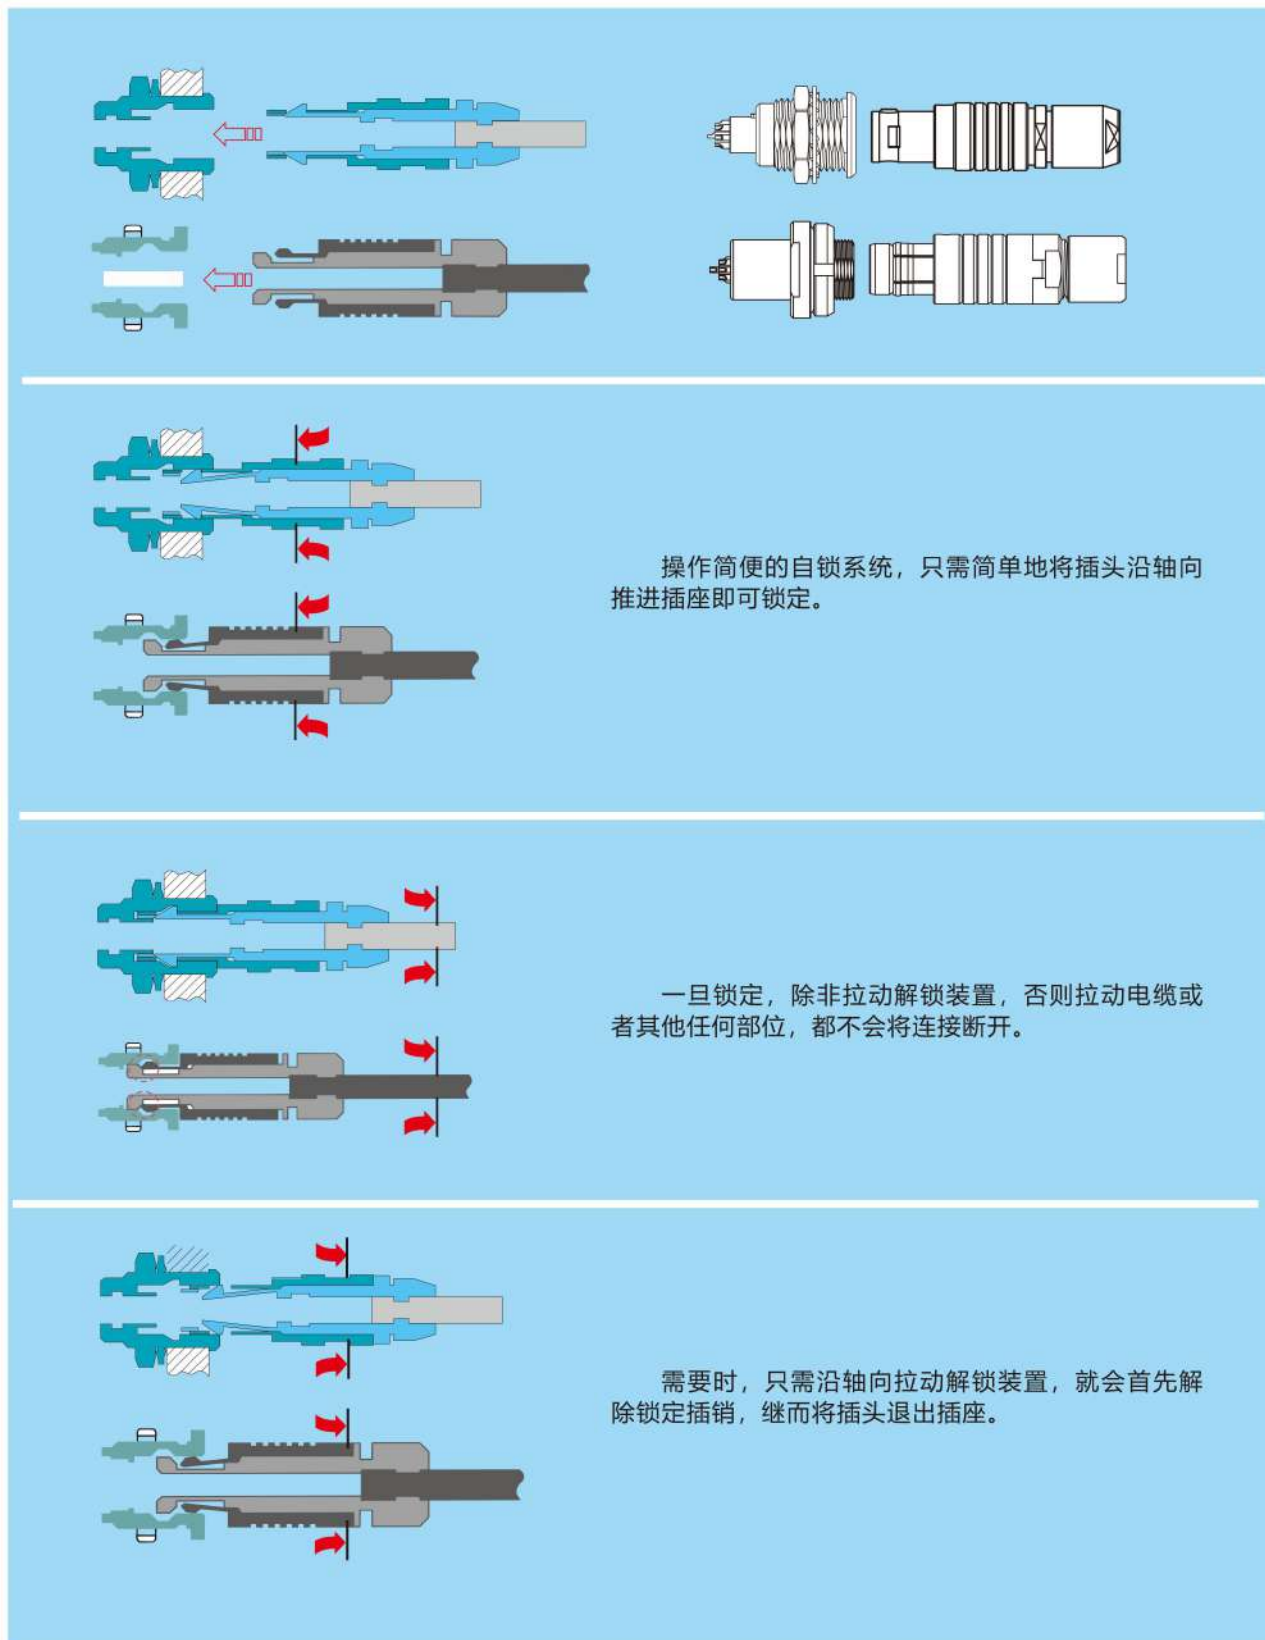 操作简便的自锁系统，只需简单地将插头沿轴向
推进插座即可锁定。
一旦锁定，除非拉动解锁装置，否则拉动电缆或
者其他任何部位，都不会将连接断开。
需要时，只需沿轴向拉动解锁装置，就会首先解
除锁定插销，继而将插头退出插座。